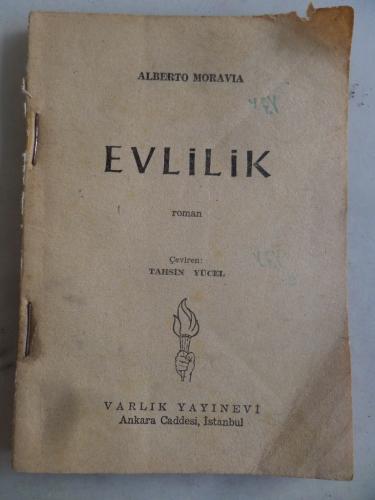 ALBERTO MORAVIA
EVLİLİK
roman
Çeviren:
TAHSİN YÜCEL
VARLIK YAYINEVİ
Ankara Caddesi, İstanbul